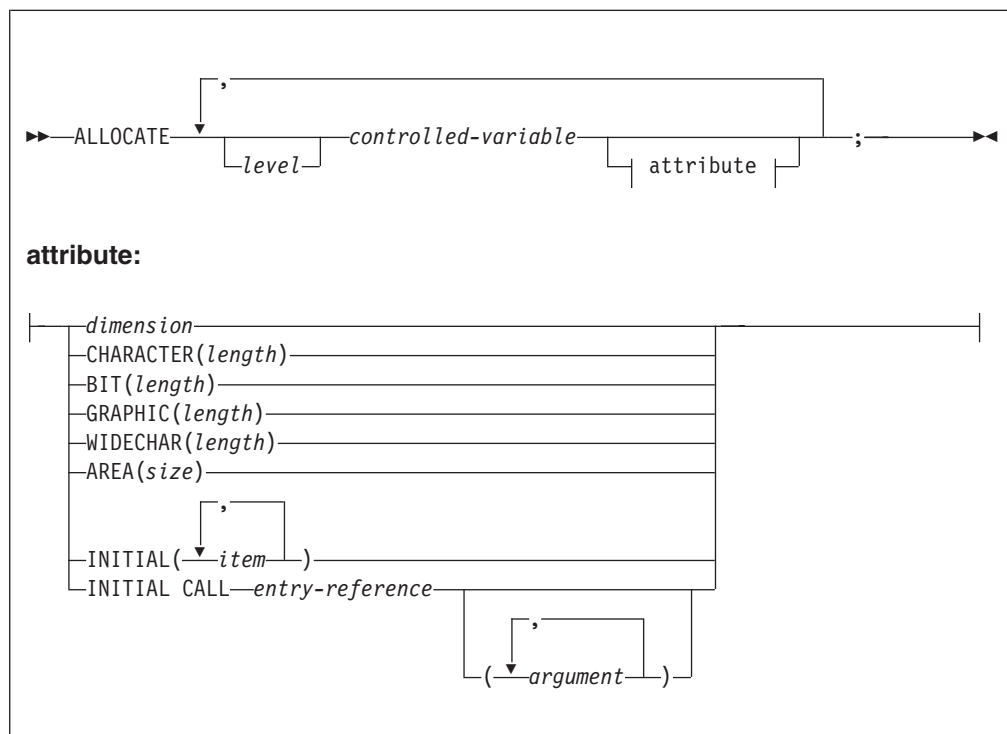 ,
ALLOCATE controlled-variable ;
level attribute
attribute:
dimension
CHARACTER(length)
BIT(length)
GRAPHIC(length)
WIDECHAR(length)
AREA(size)
,
INITIAL( item )
INITIAL CALL entry-reference
,
( argument )